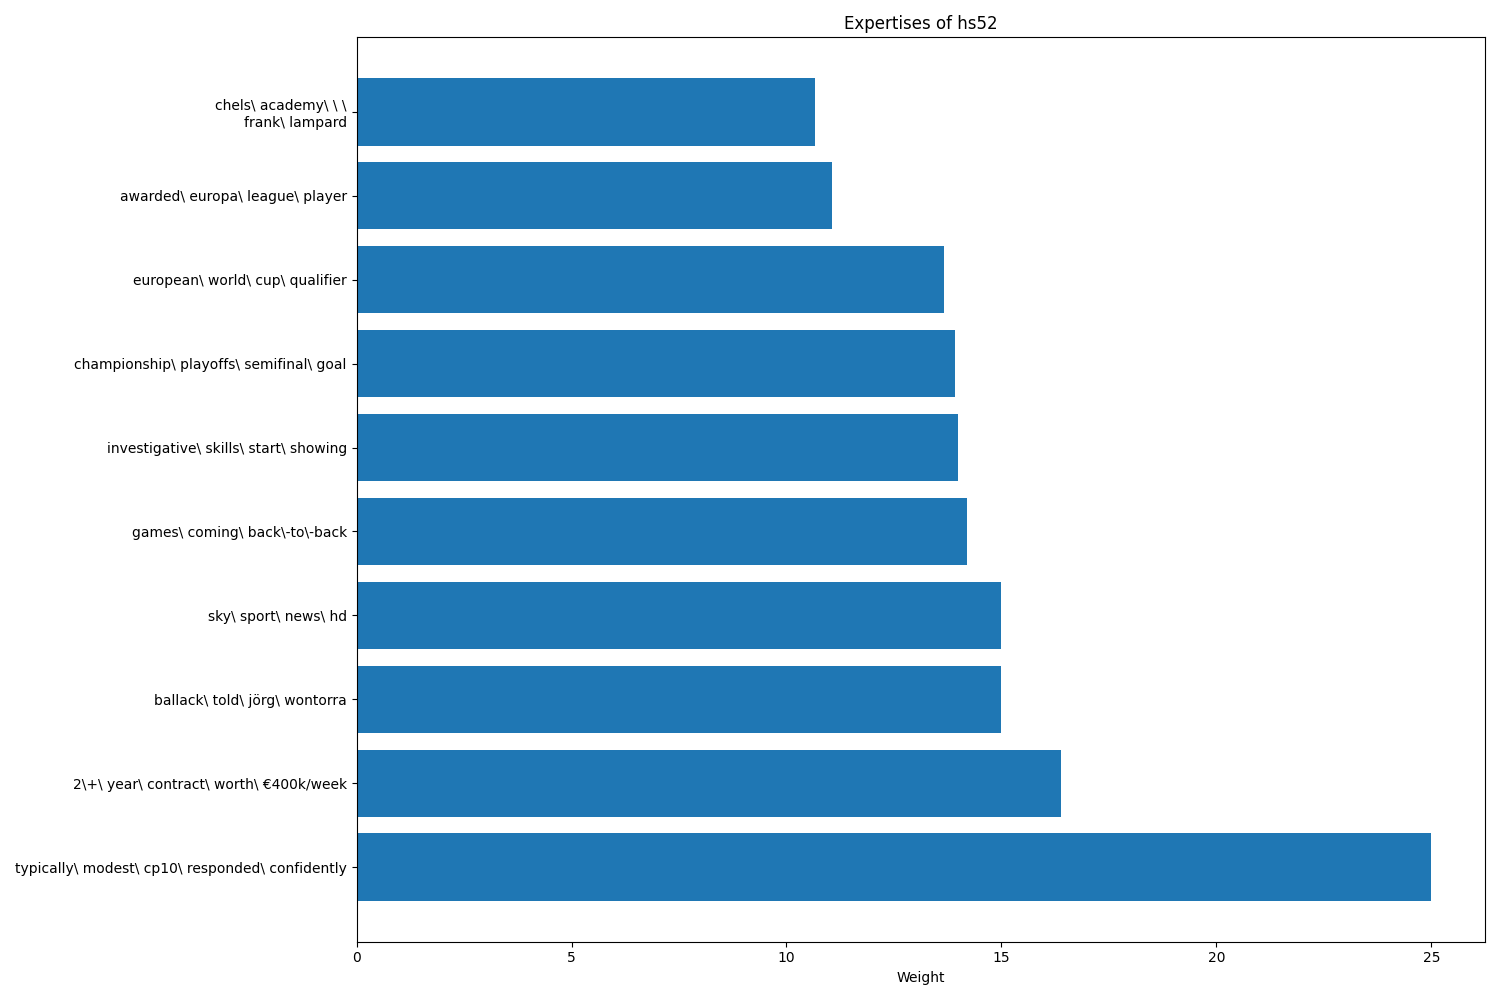 Expertises of hs52
chels\ academy\ \ \
frank\ lampard
awarded\ europa\ league\ player
european\ world\ cup\ qualifier
championship\ playoffs\ semifinal\ goal
investigative\ skills\ start\ showing
games\ coming\ back\-to\-back
sky\ sport\ news\ hd
ballack\ told\ jörg\ wontorra
2\+\ year\ contract\ worth\ €400k/week
typically\ modest\ cp10\ responded\ confidently
0 5 10 15 20 25
Weight